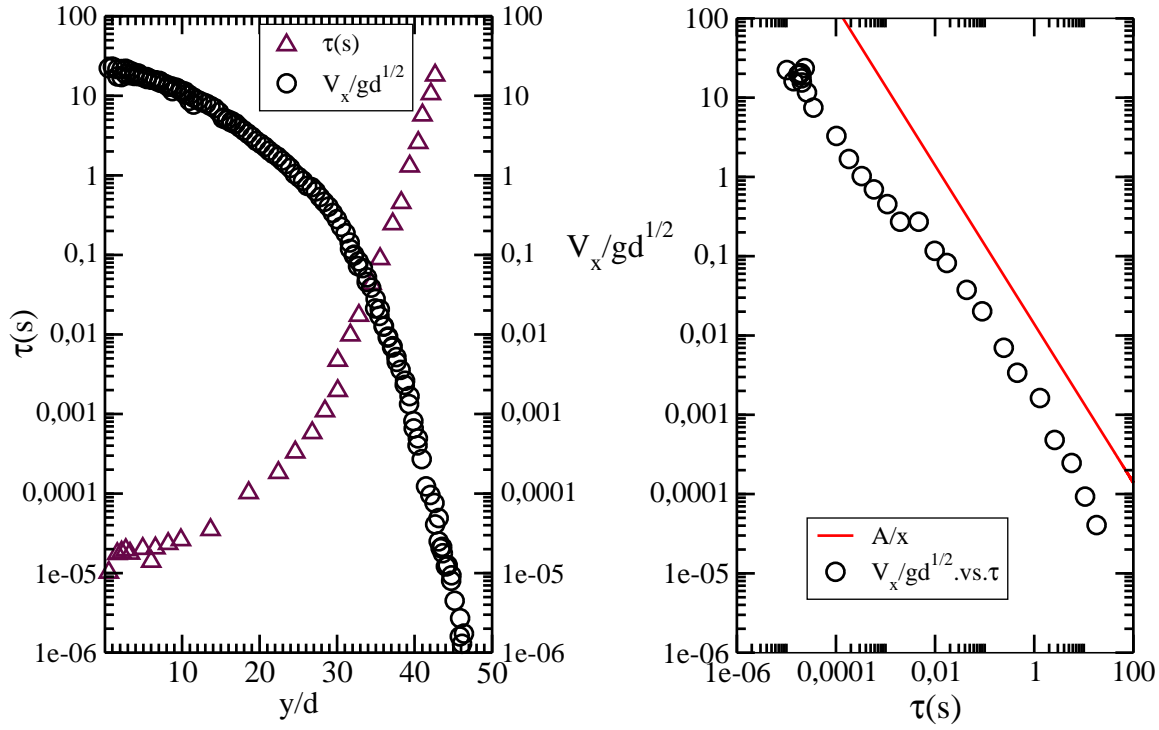 100
10
1
0,1
0,01
0,001
0,0001
1e-05
1e-06
τ(s)
τ(s)
V_x/gd^1/2
100
10
1
0,1
0,01
0,001
0,0001
1e-05
1e-06
10 20 30 40 50
y/d
V_x/gd^1/2
100
10
1
0,1
0,01
0,001
0,0001
1e-05
1e-06
A/x
V_x/gd^1/2.vs.τ
1e-06 0,0001 0,01 1 100
τ(s)